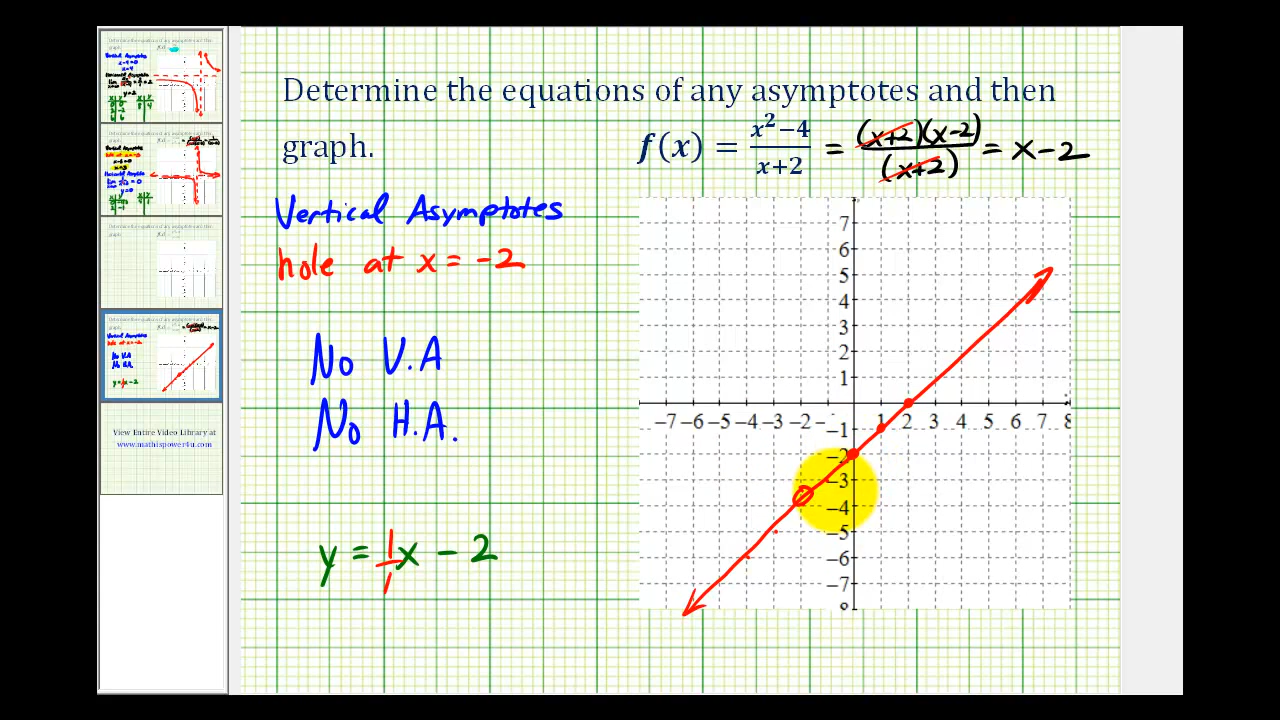 Determine the equations of any asymptotes and then
graph.
f(x) = x²−4 / x+2 = (x+2)(x-2) / (x+2) = x-2
Vertical Asymptotes
hole at x = -2
No V.A
No H.A.
y = 1/1 x - 2
7
6
5
4
3
2
1
−7 −6 −5 −4 −3 −2 − 1 2 3 4 5 6 7 8
−1
−2
−3
−4
−5
−6
−7
8
View Entire Video Library at
www.mathispower4u.com